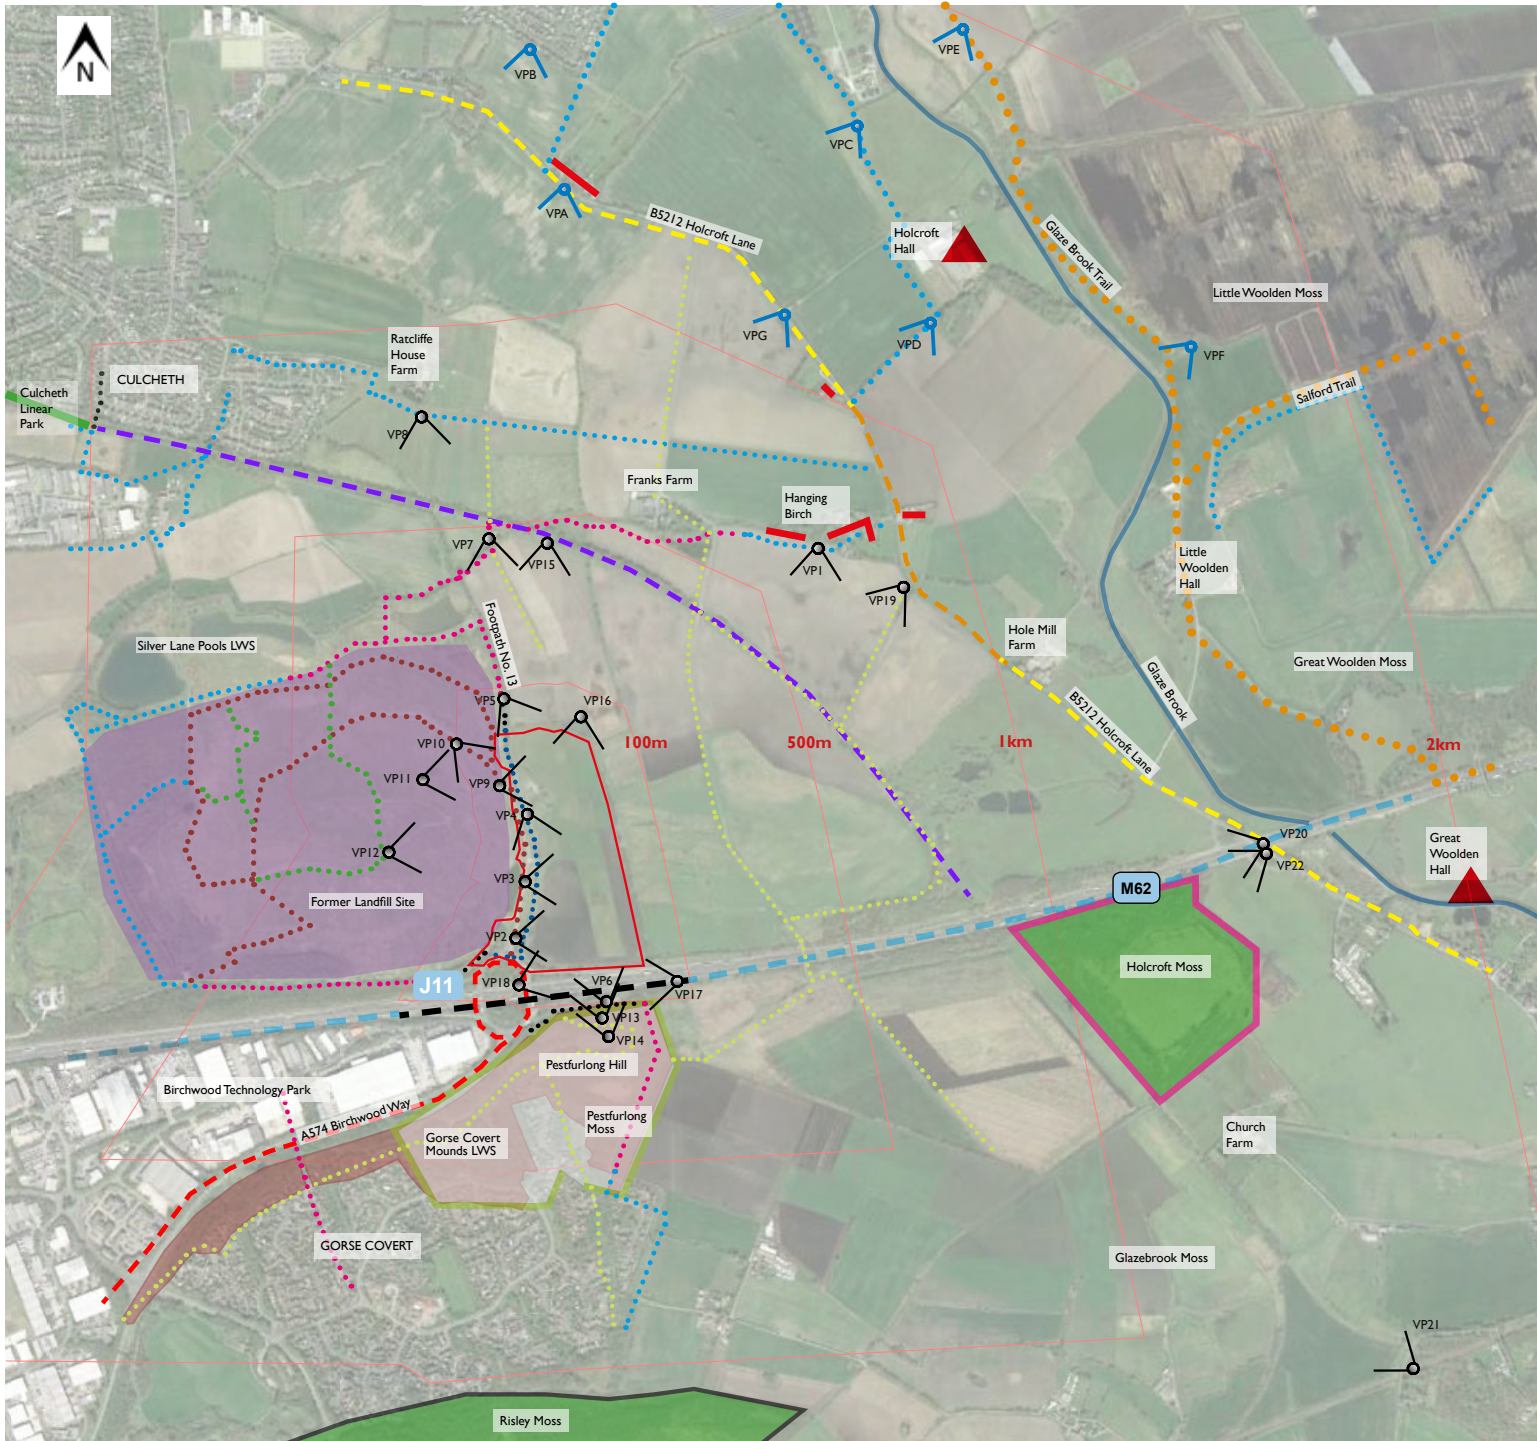 N
VPB
VPE
VPC
VPA
B5212 Holcroft Lane
Holcroft
Hall
Glaze Brook Trail
Little Woolden Moss
VPG
VPD
VPF
Ratcliffe
House
Farm
CULCHETH
Culcheth
Linear
Park
Salford Trail
VP8
Franks Farm
Hanging
Birch
VP7
VP15
VP1
VP19
Little
Woolden
Hall
Footpath No. 13
Hole Mill
Farm
Silver Lane Pools LWS
Great Woolden Moss
Glaze Brook
VP5
VP16
B5212 Holcroft Lane
VP10
100m
500m
1km
2km
VP11
VP9
VP4
VP20
VP12
VP3
VP22
Great
Woolden
Hall
M62
Former Landfill Site
VP2
Holcroft Moss
J11
VP18
VP6
VP17
VP13
VP14
Pestfurlong Hill
Birchwood Technology Park
A574 Birchwood Way
Pestfurlong
Moss
Gorse Covert
Mounds LWS
Church
Farm
GORSE COVERT
Glazebrook Moss
VP21
Risley Moss